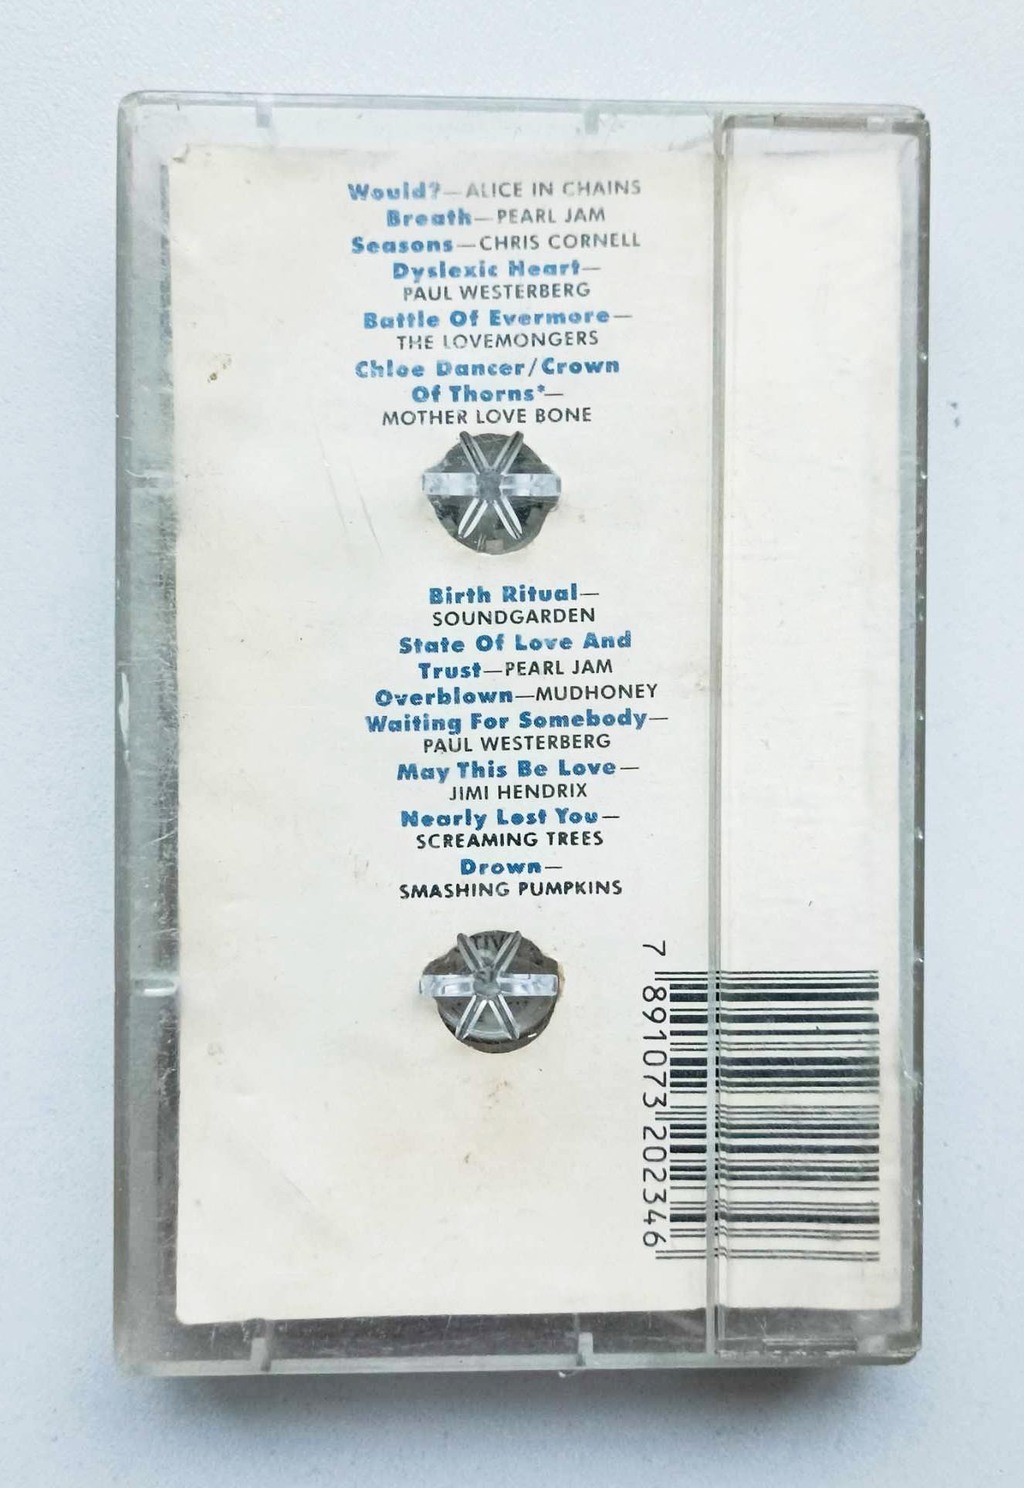 Would?—ALICE IN CHAINS
Breath—PEARL JAM
Seasons—CHRIS CORNELL
Dyslexic Heart—
PAUL WESTERBERG
Battle Of Evermore—
THE LOVEMONGERS
Chloe Dancer/Crown
Of Thorns*—
MOTHER LOVE BONE
Birth Ritual—
SOUNDGARDEN
State Of Love And
Trust—PEARL JAM
Overblown—MUDHONEY
Waiting For Somebody—
PAUL WESTERBERG
May This Be Love—
JIMI HENDRIX
Nearly Lost You—
SCREAMING TREES
Drown—
SMASHING PUMPKINS
7 891073 202346